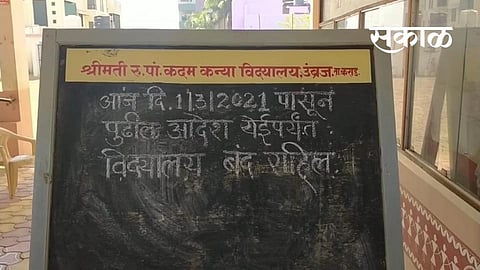 सकाळ
श्रीमती रु.पां.कदम कन्या विद्यालय,उंब्रज.ता.कराड.
आज दि.1/3/2021 पासून
पुढील आदेश येईपर्यंत
विद्यालय बंद राहिल.